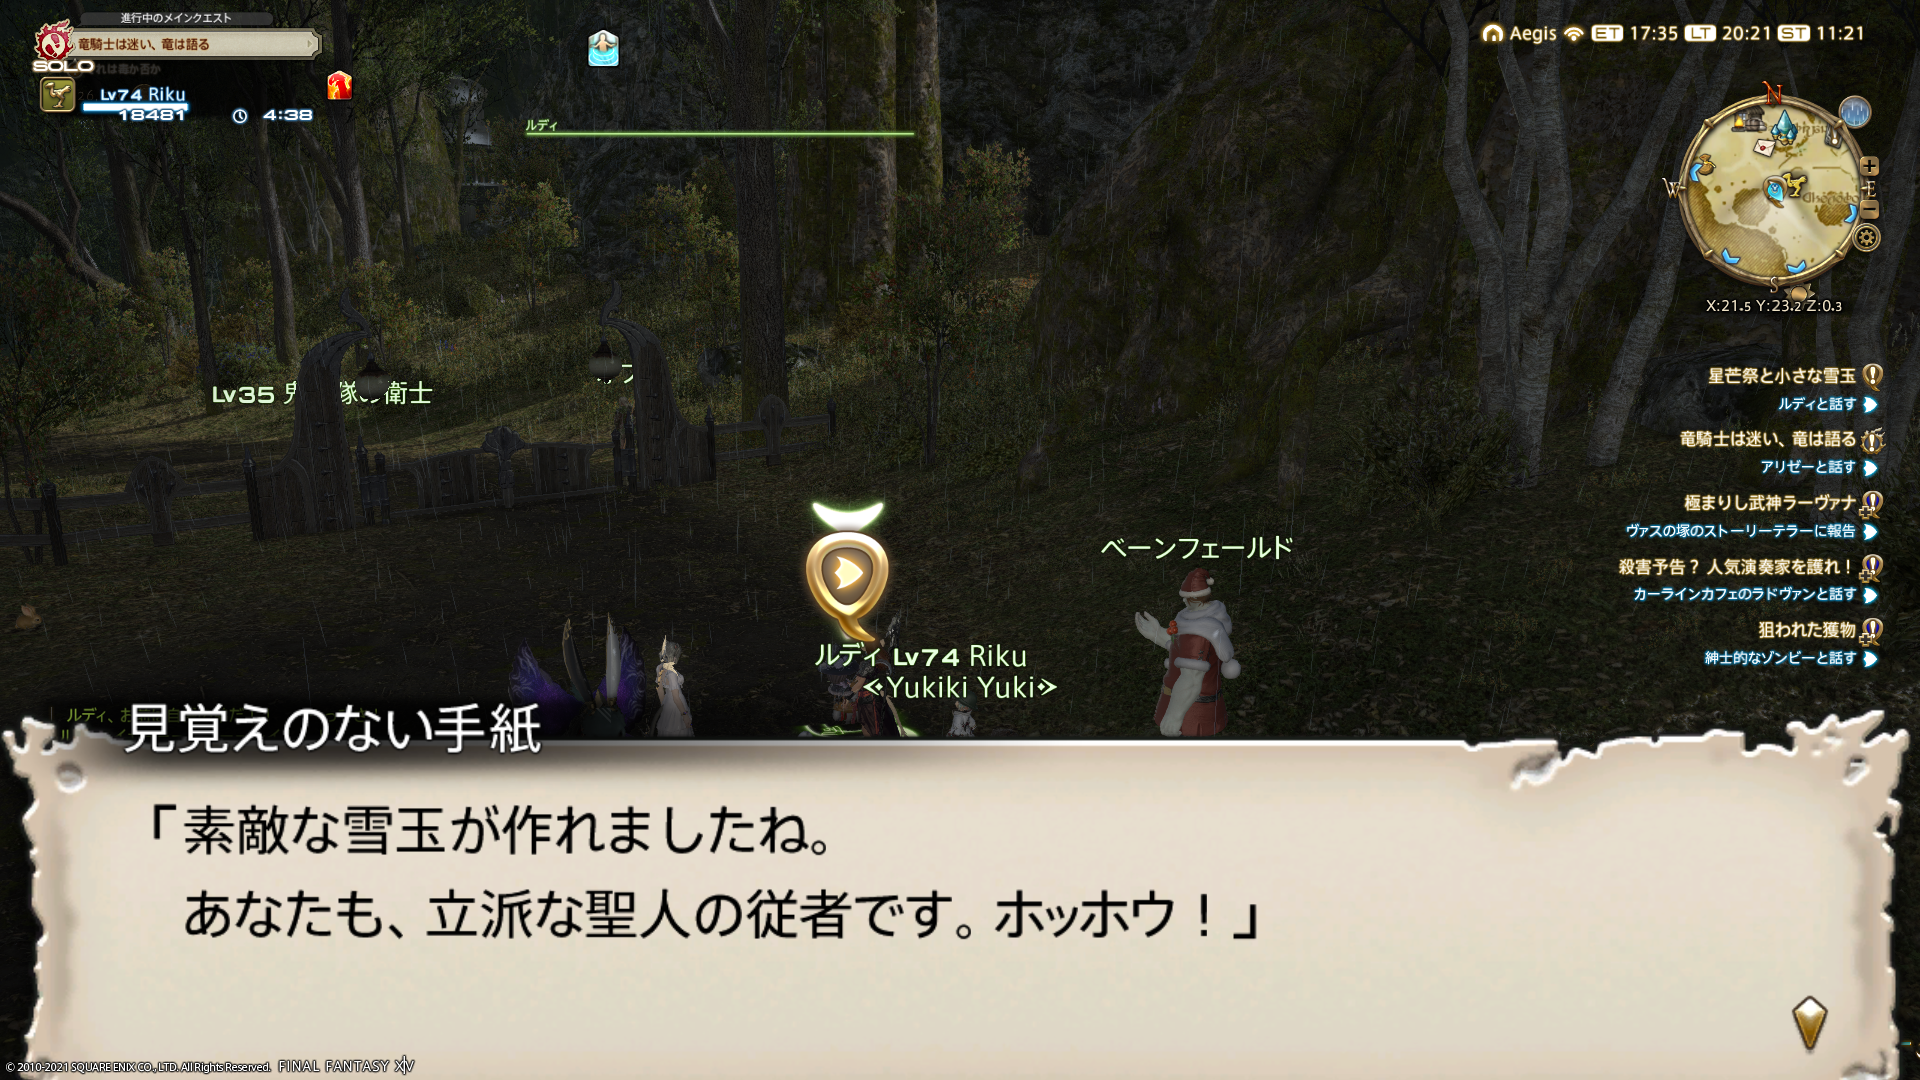 進行中のメインクエスト
竜騎士は迷い、竜は語る
SOLO
Lv74 Riku
18481
4:38
ルディ
Aegis ET 17:35 LT 20:21 ST 11:21
N
W
E
S
X:21.5 Y:23.2 Z:0.3
星芒祭と小さな雪玉
ルディと話す
竜騎士は迷い、竜は語る
アリゼーと話す
極まりし武神ラーヴァナ
ヴァスの塚のストーリーテラーに報告
殺害予告？ 人気演奏家を護れ！
カーラインカフェのラドヴァンと話す
狙われた獲物
紳士的なゾンビーと話す
Lv35
衛士
ベーンフェールド
ルディ Lv74 Riku
Yukiki Yuki
見覚えのない手紙
「素敵な雪玉が作れましたね。
あなたも、立派な聖人の従者です。ホッホウ！」
© 2010-2021 SQUARE ENIX CO., LTD. All Rights Reserved. FINAL FANTASY XIV